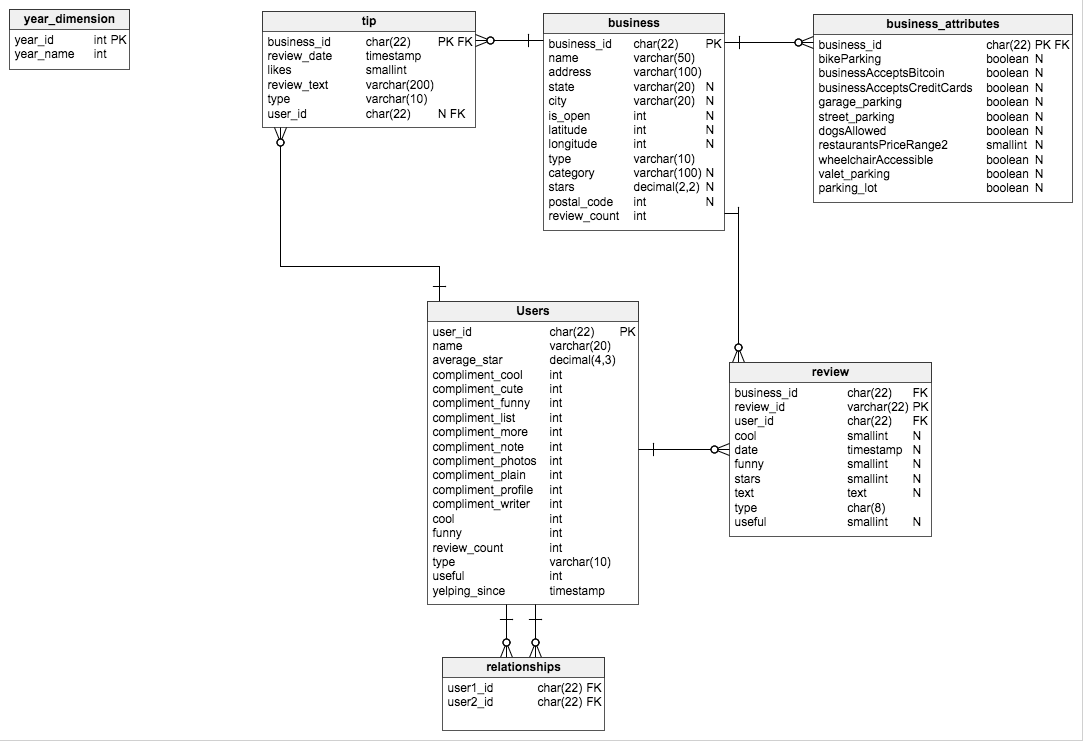 year_dimension
year_id int PK
year_name int
tip
business_id char(22) PK FK
review_date timestamp
likes smallint
review_text varchar(200)
type varchar(10)
user_id char(22) N FK
business
business_id char(22) PK
name varchar(50)
address varchar(100)
state varchar(20) N
city varchar(20) N
is_open int N
latitude int N
longitude int N
type varchar(10)
category varchar(100) N
stars decimal(2,2) N
postal_code int N
review_count int
business_attributes
business_id char(22) PK FK
bikeParking boolean N
businessAcceptsBitcoin boolean N
businessAcceptsCreditCards boolean N
garage_parking boolean N
street_parking boolean N
dogsAllowed boolean N
restaurantsPriceRange2 smallint N
wheelchairAccessible boolean N
valet_parking boolean N
parking_lot boolean N
Users
user_id char(22) PK
name varchar(20)
average_star decimal(4,3)
compliment_cool int
compliment_cute int
compliment_funny int
compliment_list int
compliment_more int
compliment_note int
compliment_photos int
compliment_plain int
compliment_profile int
compliment_writer int
cool int
funny int
review_count int
type varchar(10)
useful int
yelping_since timestamp
review
business_id char(22) FK
review_id varchar(22) PK
user_id char(22) FK
cool smallint N
date timestamp N
funny smallint N
stars smallint N
text text N
type char(8)
useful smallint N
relationships
user1_id char(22) FK
user2_id char(22) FK